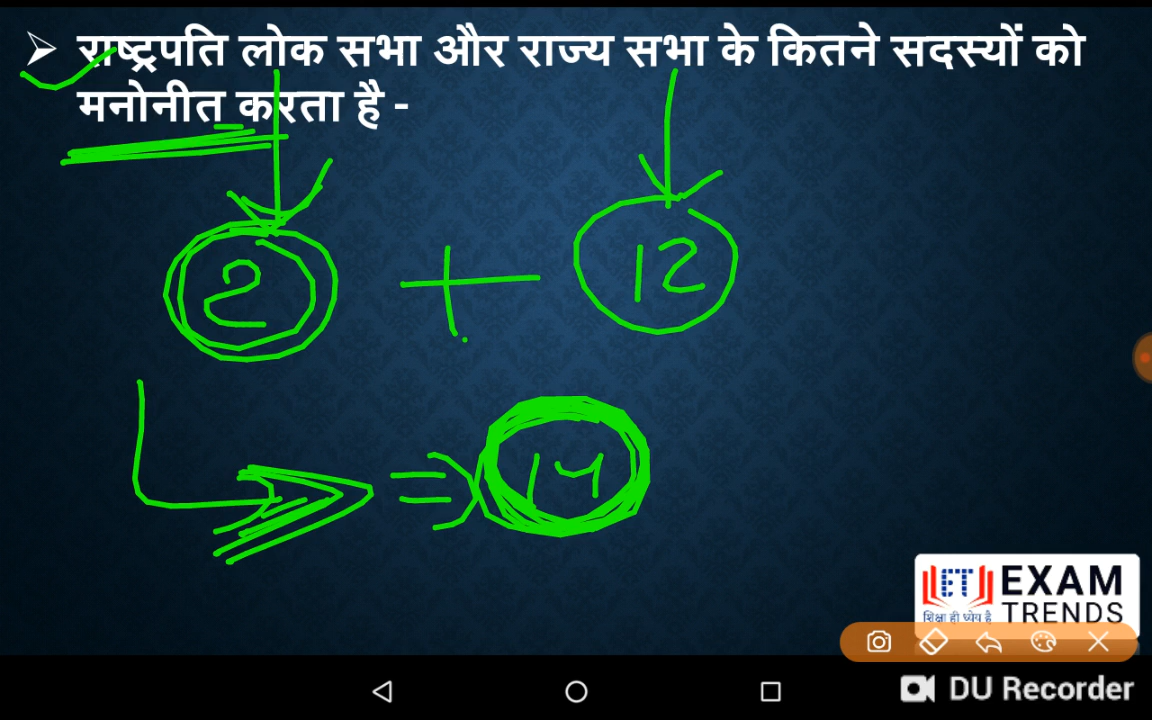 राष्ट्रपति लोक सभा और राज्य सभा के कितने सदस्यों को
मनोनीत करता है -
2 + 12
= 14
ET EXAM
TRENDS
शिक्षा ही ध्येय है
DU Recorder